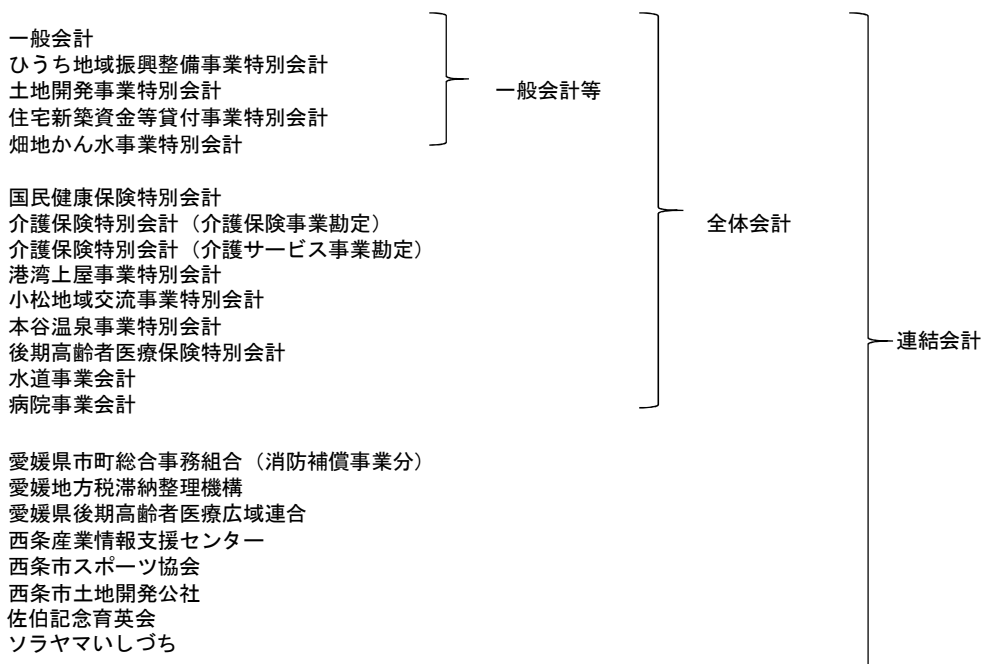 一般会計
ひうち地域振興整備事業特別会計
土地開発事業特別会計
一般会計等
住宅新築資金等貸付事業特別会計
畑地かん水事業特別会計
国民健康保険特別会計
介護保険特別会計（介護保険事業勘定）
全体会計
介護保険特別会計（介護サービス事業勘定）
港湾上屋事業特別会計
小松地域交流事業特別会計
本谷温泉事業特別会計
連結会計
後期高齢者医療保険特別会計
水道事業会計
病院事業会計
愛媛県市町総合事務組合（消防補償事業分）
愛媛地方税滞納整理機構
愛媛県後期高齢者医療広域連合
西条産業情報支援センター
西条市スポーツ協会
西条市土地開発公社
佐伯記念育英会
ソラヤマいしづち